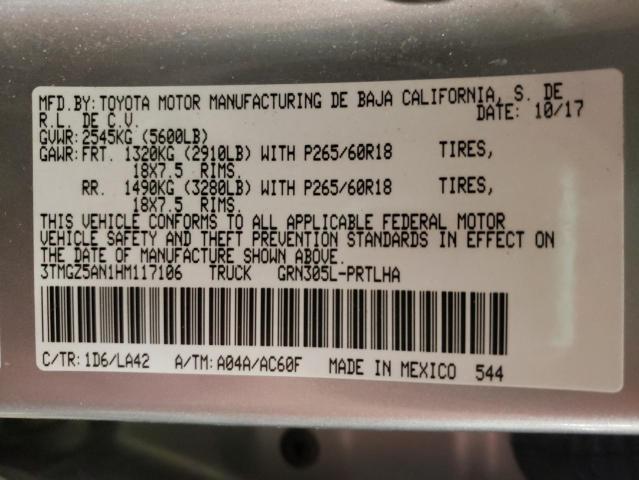 MFD.BY: TOYOTA MOTOR MANUFACTURING DE BAJA CALIFORNIA, S. DE
R.L. DE C.V. DATE: 10/17
GVWR: 2545KG (5600LB)
GAWR: FRT. 1320KG (2910LB) WITH P265/60R18 TIRES,
18X7.5 RIMS.
RR. 1490KG (3280LB) WITH P265/60R18 TIRES,
18X7.5 RIMS.
THIS VEHICLE CONFORMS TO ALL APPLICABLE FEDERAL MOTOR
VEHICLE SAFETY AND THEFT PREVENTION STANDARDS IN EFFECT ON
THE DATE OF MANUFACTURE SHOWN ABOVE.
3TMGZ5AN1HM117106 TRUCK GRN305L-PRTLHA
C/TR: 1D6/LA42 A/TM: A04A/AC60F MADE IN MEXICO 544